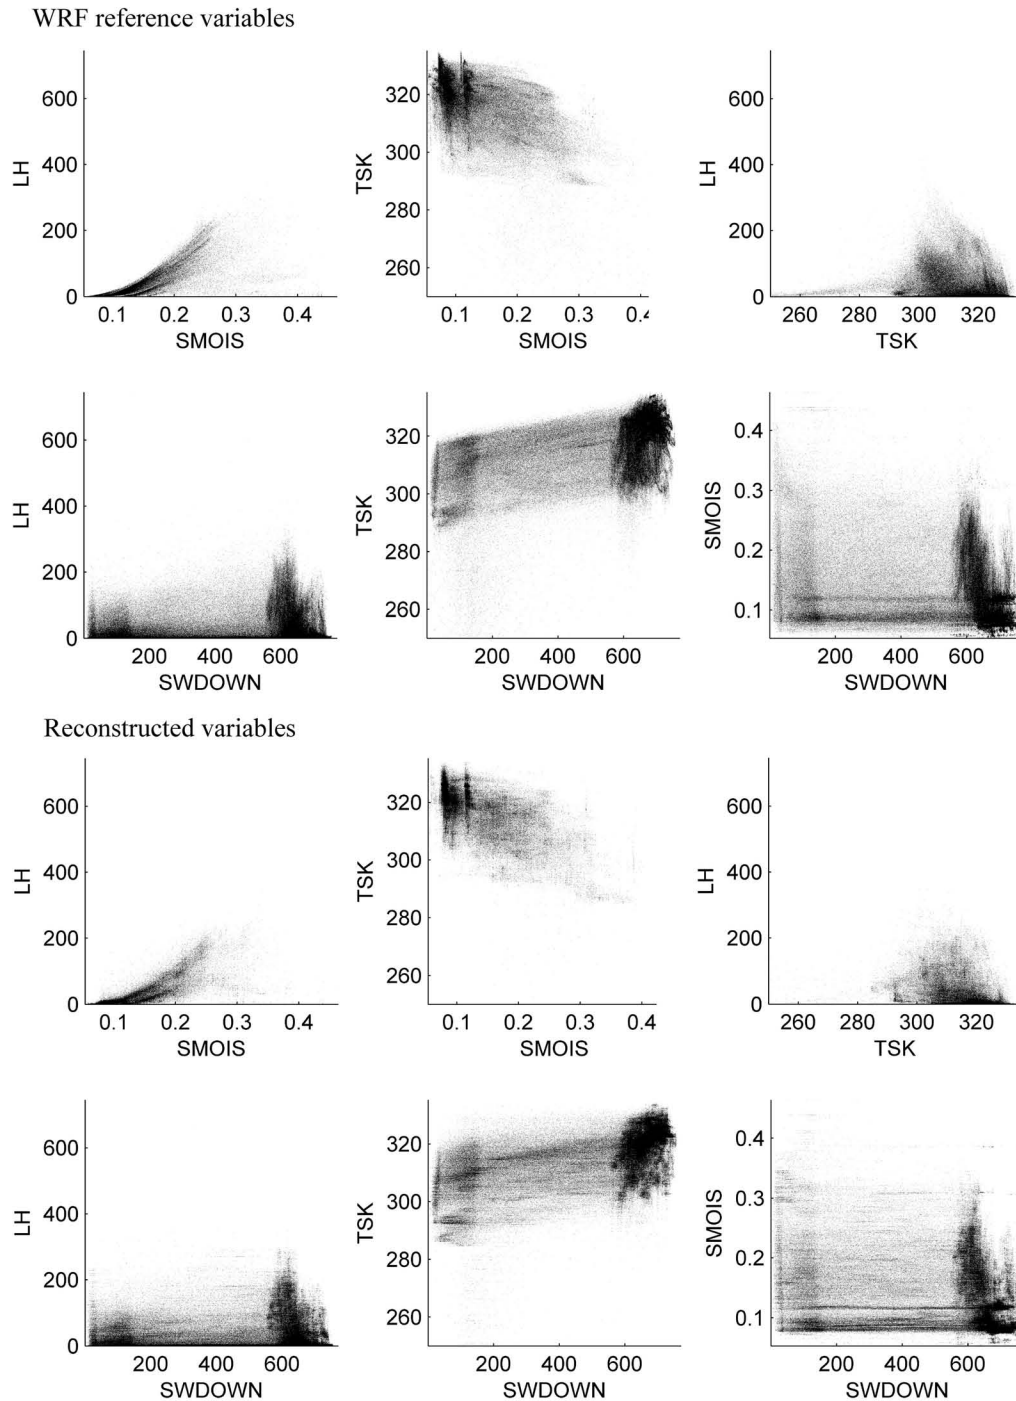 WRF reference variables
600
400
200
0
LH
0.1 0.2 0.3 0.4
SMOIS
320
300
280
260
TSK
0.1 0.2 0.3
SMOIS
600
400
200
0
LH
260 280 300 320
TSK
600
400
200
0
LH
200 400 600
SWDOWN
320
300
280
260
TSK
200 400 600
SWDOWN
0.4
0.3
0.2
0.1
SMOIS
200 400 600
SWDOWN
Reconstructed variables
600
400
200
0
LH
0.1 0.2 0.3 0.4
SMOIS
320
300
280
260
TSK
0.1 0.2 0.3 0.4
SMOIS
600
400
200
0
LH
260 280 300 320
TSK
600
400
200
0
LH
200 400 600
SWDOWN
320
300
280
260
TSK
200 400 600
SWDOWN
0.4
0.3
0.2
0.1
SMOIS
200 400 600
SWDOWN